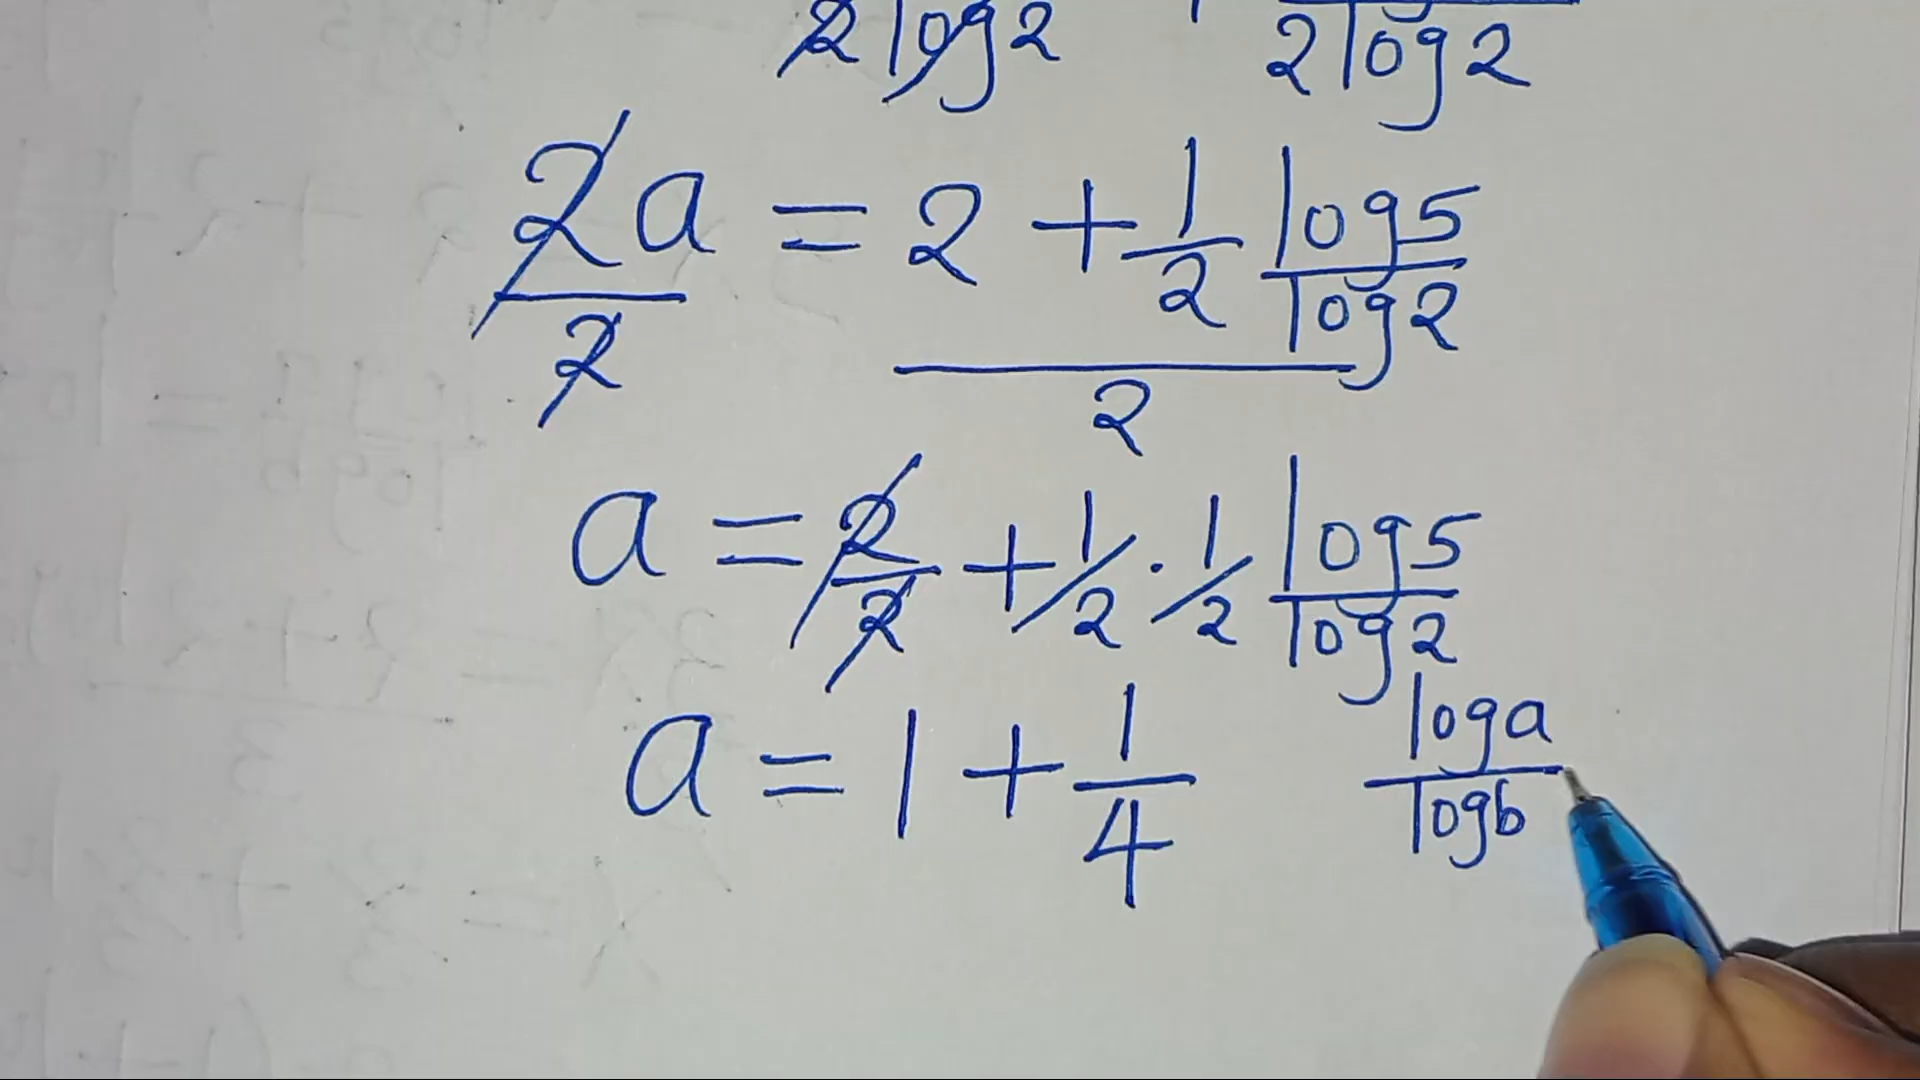 2log2 2log2
2a/2 = (2 + 1/2 log5/log2)/2
a = 2/2 + 1/2 · 1/2 log5/log2
a = 1 + 1/4 loga/logb